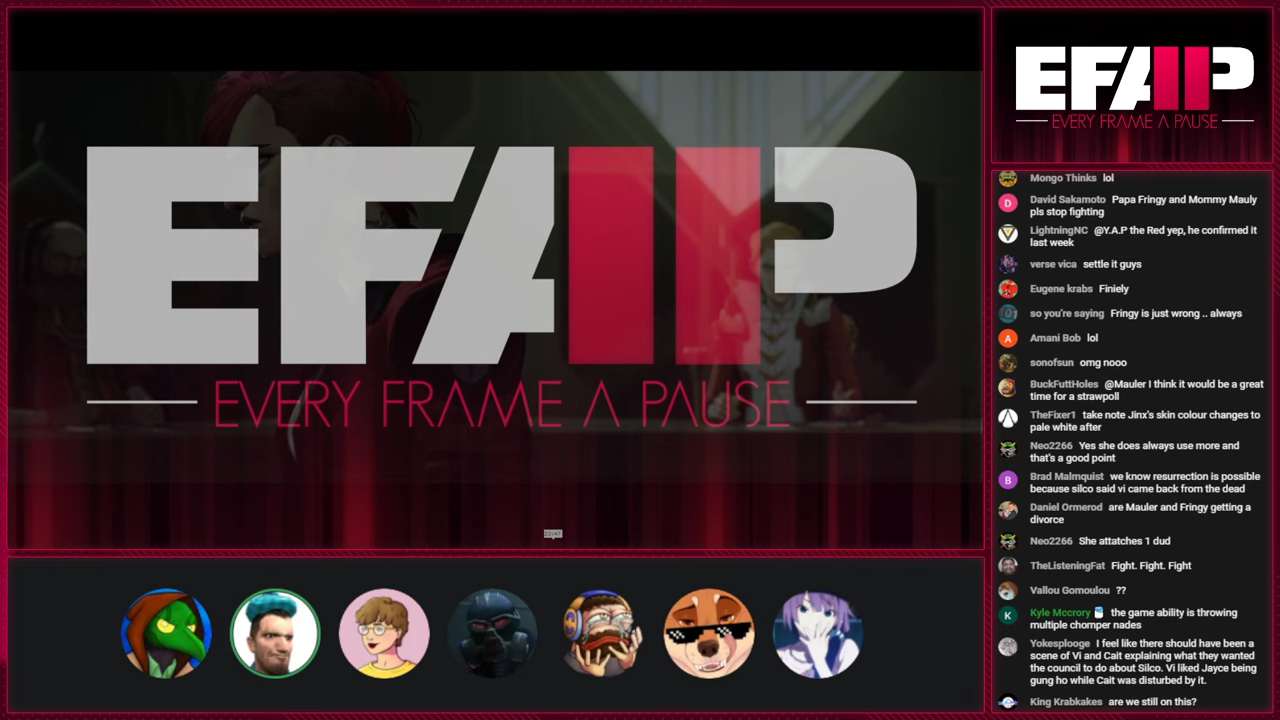 EFAP
EVERY FRAME A PAUSE
22:47
EFAP
EVERY FRAME A PAUSE
Mongo Thinks lol
David Sakamoto Papa Fringy and Mommy Mauly
pls stop fighting
LightningNC @Y.A.P the Red yep, he confirmed it
last week
verse vica settle it guys
Eugene krabs Finiely
so you're saying Fringy is just wrong .. always
Amani Bob lol
sonofsun omg nooo
BuckFuttHoles @Mauler I think it would be a great
time for a strawpoll
TheFixer1 take note Jinx's skin colour changes to
pale white after
Neo2266 Yes she does always use more and
that's a good point
Brad Malmquist we know resurrection is possible
because silco said vi came back from the dead
Daniel Ormerod are Mauler and Fringy getting a
divorce
Neo2266 She attatches 1 dud
TheListeningFat Fight. Fight. Fight
Vallou Gomoulou ??
Kyle Mccrory the game ability is throwing
multiple chomper nades
Yokesplooge I feel like there should have been a
scene of Vi and Cait explaining what they wanted
the council to do about Silco. Vi liked Jayce being
gung ho while Cait was disturbed by it.
King Krabkakes are we still on this?
D
A
K